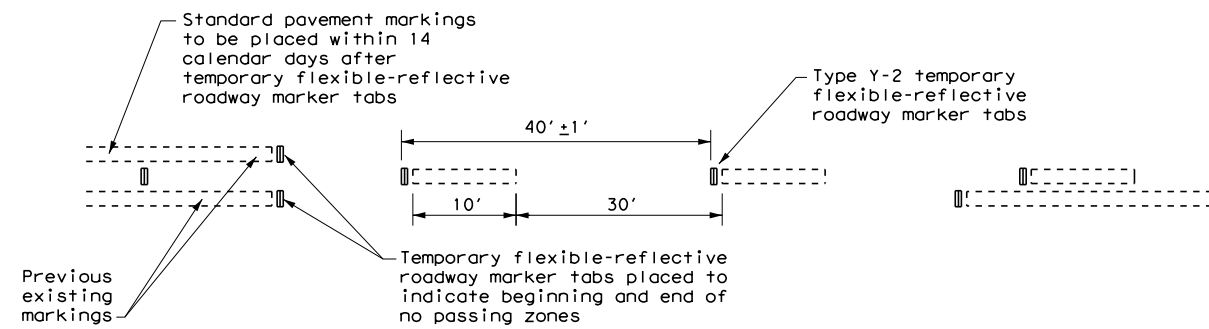 Standard pavement markings
to be placed within 14
calendar days after
temporary flexible-reflective
roadway marker tabs
Type Y-2 temporary
flexible-reflective
roadway marker tabs
40' ±1'
10'
30'
Previous
existing
markings
Temporary flexible-reflective
roadway marker tabs placed to
indicate beginning and end of
no passing zones